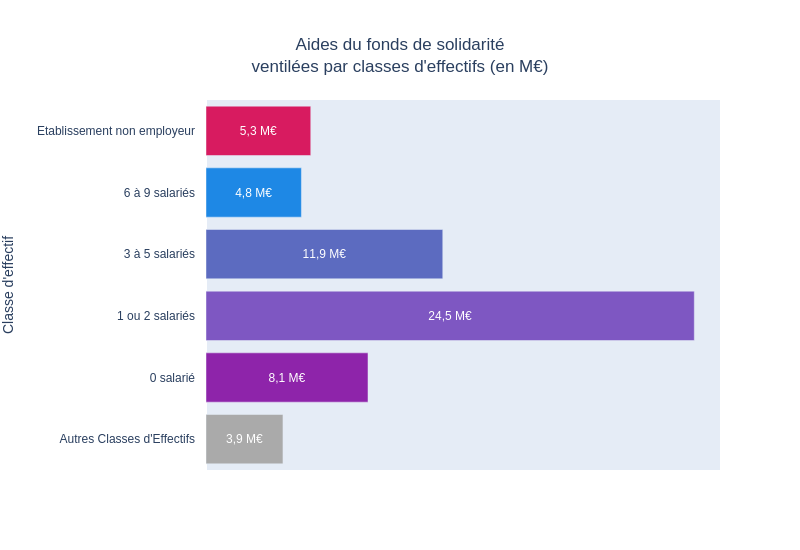 Aides du fonds de solidarité
ventilées par classes d'effectifs (en M€)
Classe d'effectif
Etablissement non employeur
5,3 M€
6 à 9 salariés
4,8 M€
3 à 5 salariés
11,9 M€
1 ou 2 salariés
24,5 M€
0 salarié
8,1 M€
Autres Classes d'Effectifs
3,9 M€